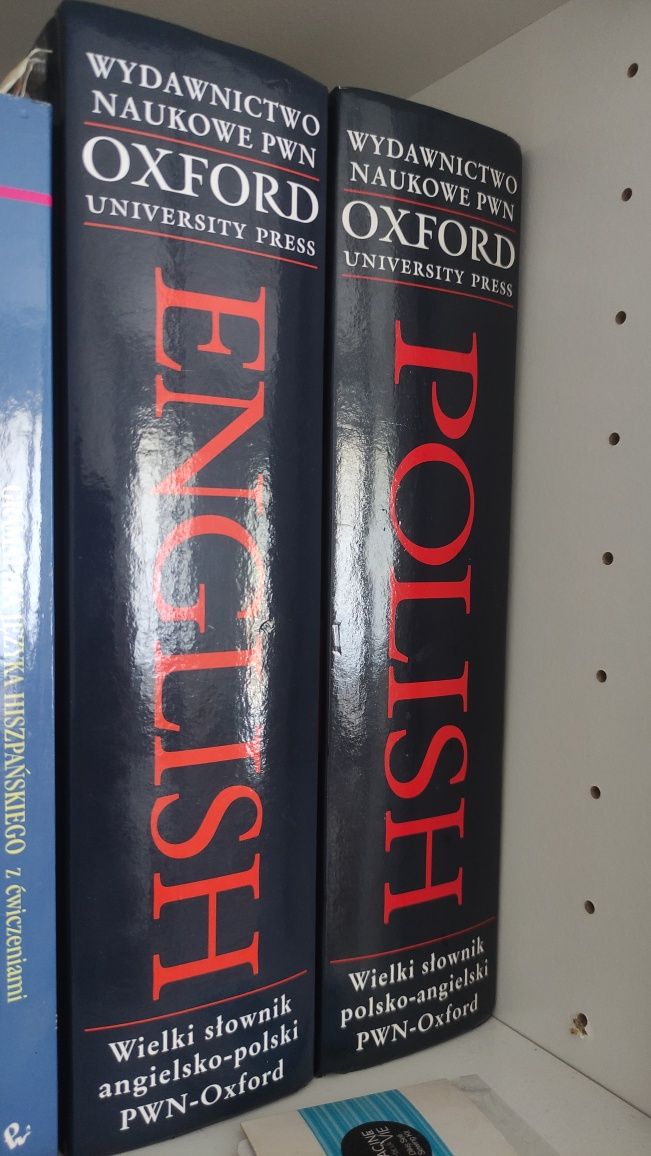 JĘZYKA HISZPAŃSKIEGO z ćwiczeniami
WYDAWNICTWO
NAUKOWE PWN
OXFORD
UNIVERSITY PRESS
ENGLISH
Wielki słownik
angielsko-polski
PWN-Oxford
WYDAWNICTWO
NAUKOWE PWN
OXFORD
UNIVERSITY PRESS
POLISH
Wielki słownik
polsko-angielski
PWN-Oxford